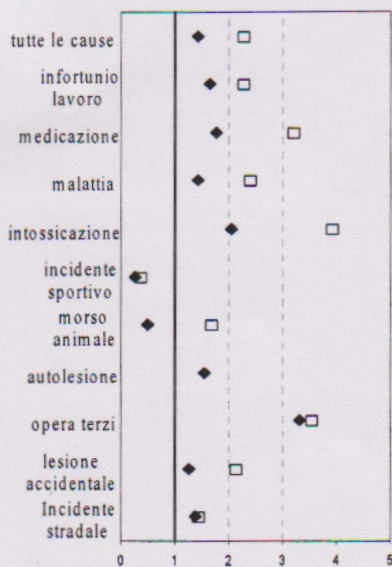 tutte le cause
infortunio
lavoro
medicazione
malattia
intossicazione
incidente
sportivo
morso
animale
autolesione
opera terzi
lesione
accidentale
Incidente
stradale
0 1 2 3 4 5